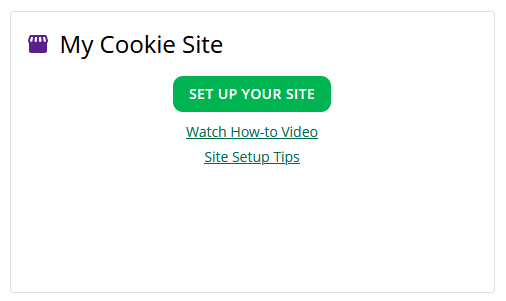 My Cookie Site
SET UP YOUR SITE
Watch How-to Video
Site Setup Tips